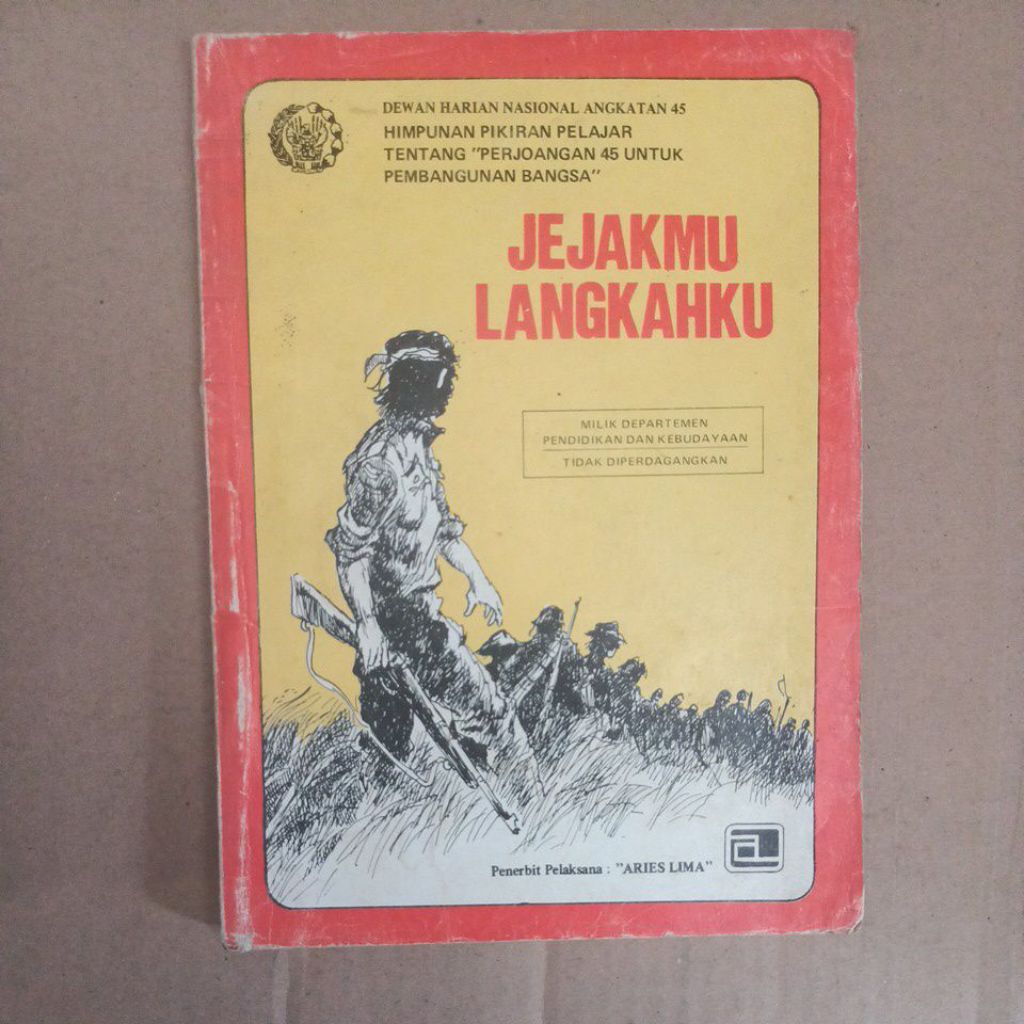 DEWAN HARIAN NASIONAL ANGKATAN 45
HIMPUNAN PIKIRAN PELAJAR
TENTANG "PERJOANGAN 45 UNTUK
PEMBANGUNAN BANGSA"
JEJAKMU
LANGKAHKU
MILIK DEPARTEMEN
PENDIDIKAN DAN KEBUDAYAAN
TIDAK DIPERDAGANGKAN
Penerbit Pelaksana : "ARIES LIMA"